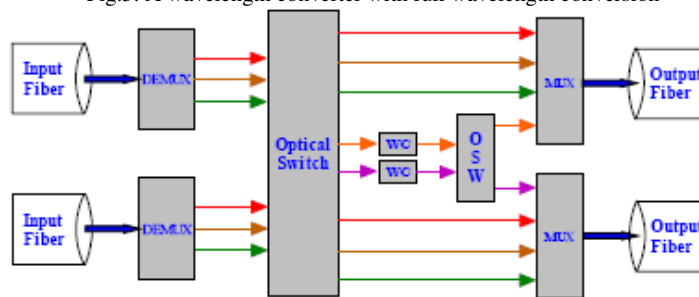 Fig.5. A wavelength converter with full wavelength conversion
Input
Fiber
DEMUX
Optical
Switch
WC
WC
O
S
W
MUX
Output
Fiber
Input
Fiber
DEMUX
MUX
Output
Fiber